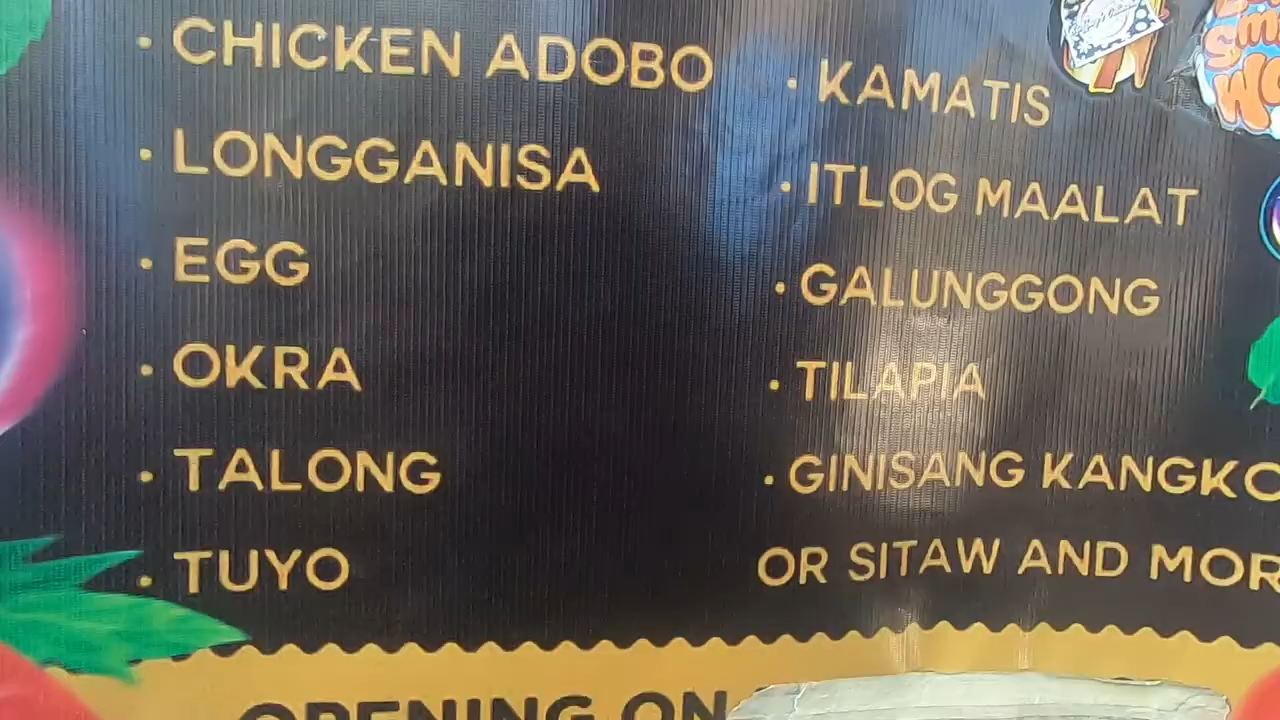 · CHICKEN ADOBO
· LONGGANISA
· EGG
· OKRA
· TALONG
· TUYO
· KAMATIS
· ITLOG MAALAT
· GALUNGGONG
· TILAPIA
· GINISANG KANGKO
OR SITAW AND MOR
OPENING ON